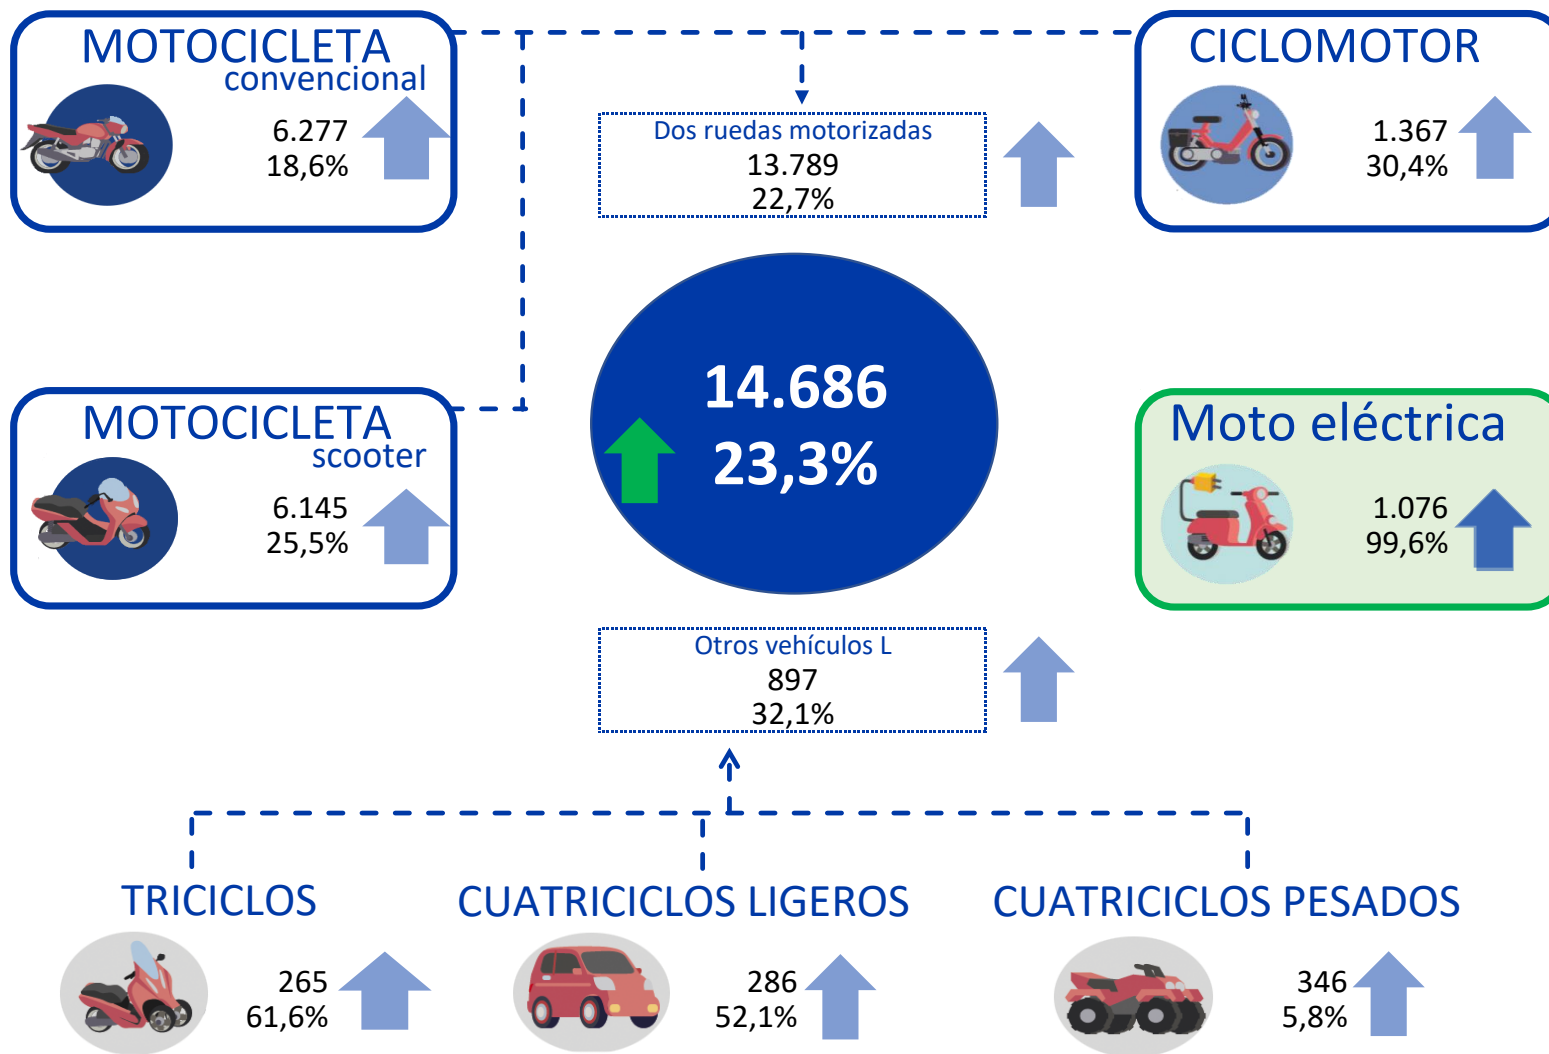 MOTOCICLETA
convencional
6.277
18,6%
Dos ruedas motorizadas
13.789
22,7%
CICLOMOTOR
1.367
30,4%
14.686
23,3%
MOTOCICLETA
scooter
6.145
25,5%
Moto eléctrica
1.076
99,6%
Otros vehículos L
897
32,1%
TRICICLOS
265
61,6%
CUATRICICLOS LIGEROS
286
52,1%
CUATRICICLOS PESADOS
346
5,8%